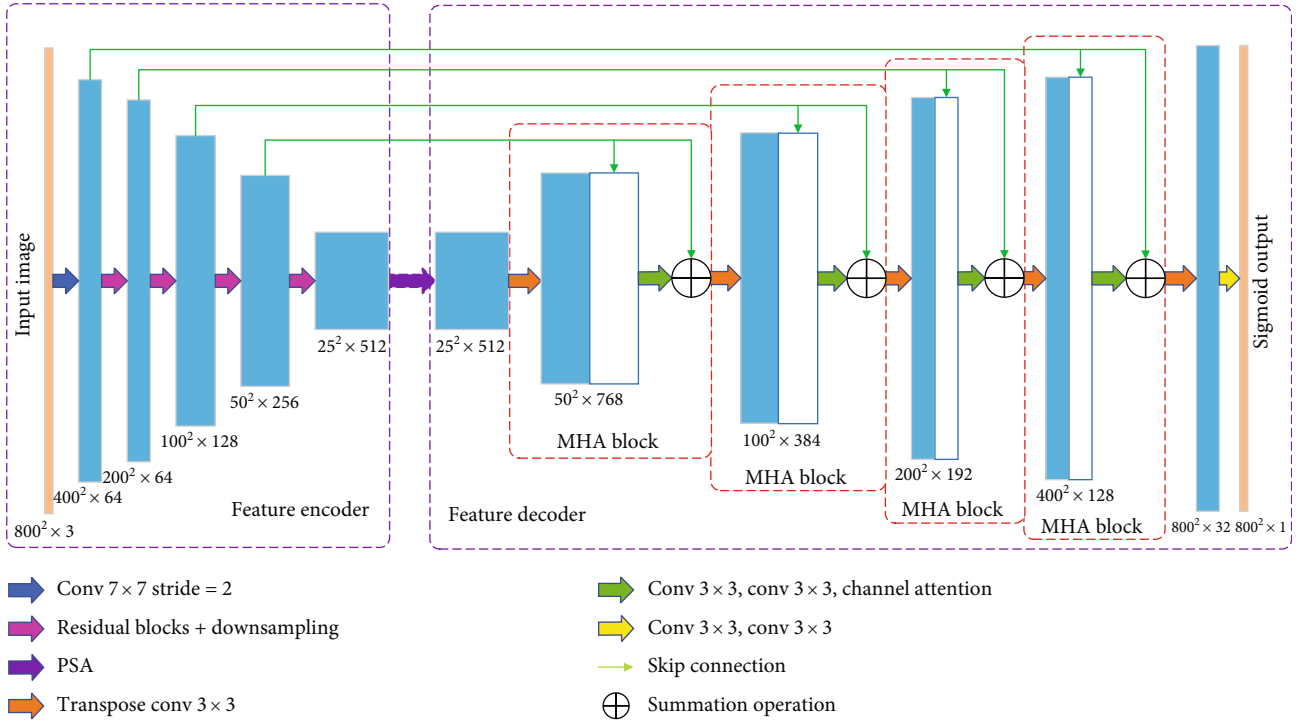 Input image
800² × 3
400² × 64
200² × 64
100² × 128
50² × 256
25² × 512
Feature encoder
25² × 512
Feature decoder
50² × 768
MHA block
100² × 384
MHA block
200² × 192
MHA block
400² × 128
MHA block
800² × 32
800² × 1
Sigmoid output
Conv 7 × 7 stride = 2
Residual blocks + downsampling
PSA
Transpose conv 3 × 3
Conv 3 × 3, conv 3 × 3, channel attention
Conv 3 × 3, conv 3 × 3
Skip connection
Summation operation